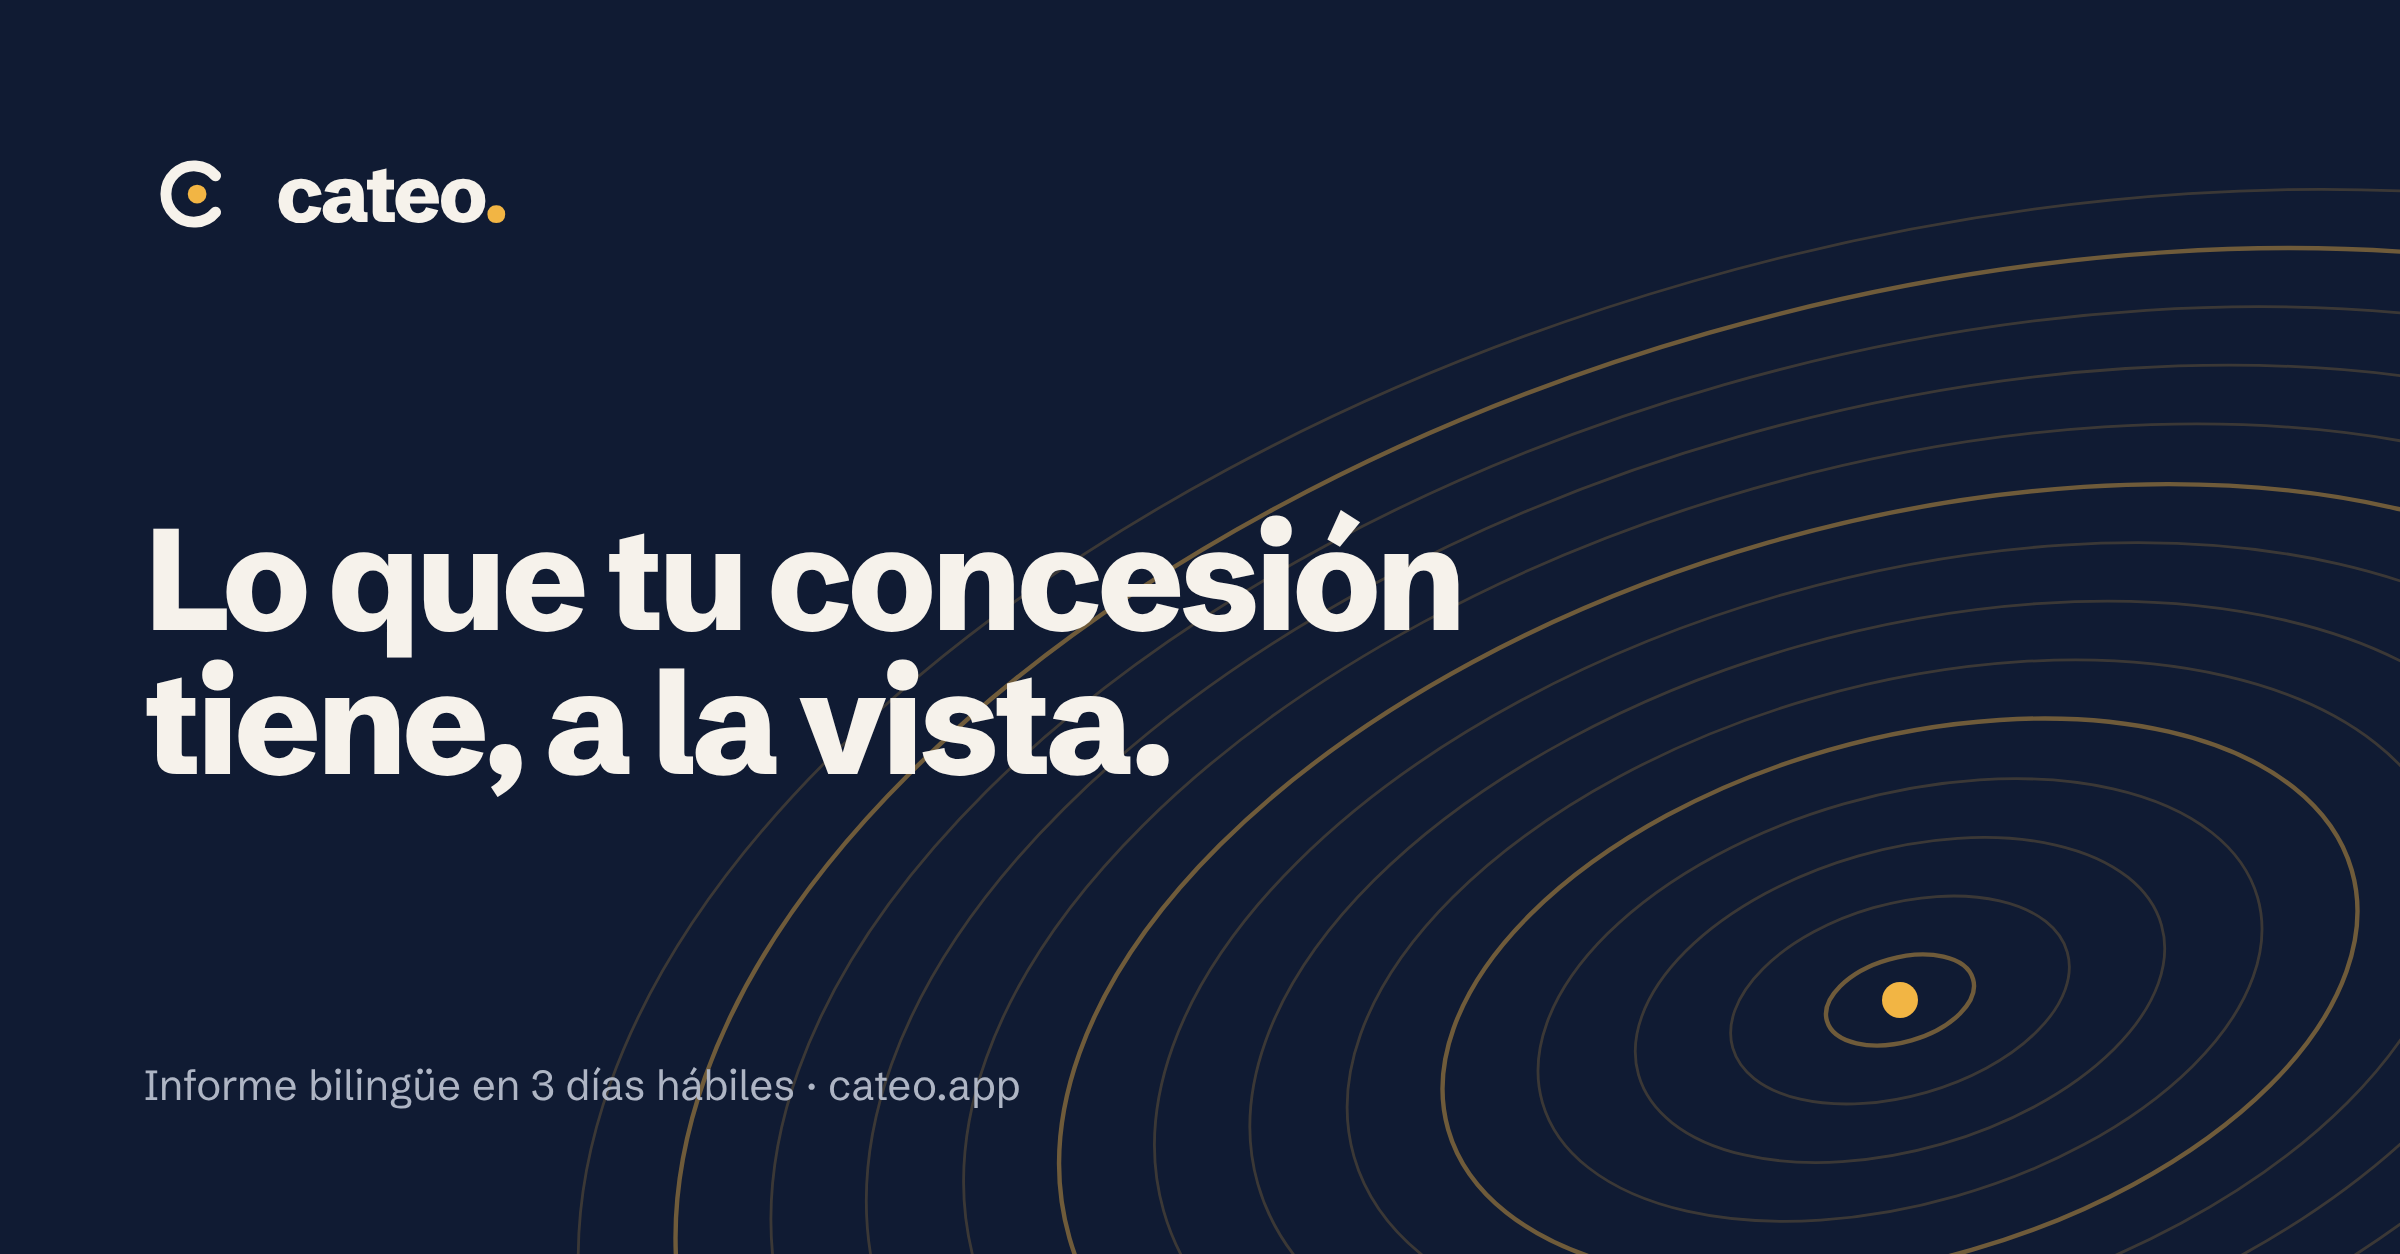 cateo.
Lo que tu concesión
tiene, a la vista.
Informe bilingüe en 3 días hábiles · cateo.app